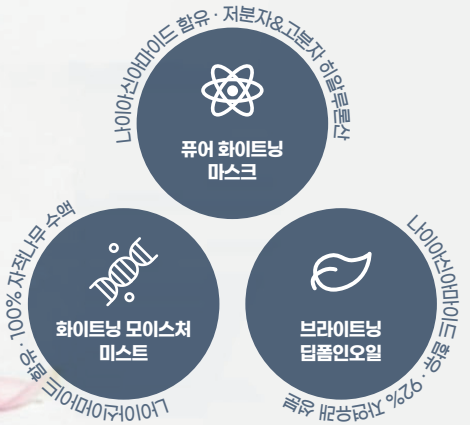 나이아신아마이드 함유 · 저분자&고분자 히알루론산
퓨어 화이트닝
마스크
나이아신아마이드 함유 · 100% 자작나무 수액
화이트닝 모이스처
미스트
나이아신아마이드 함유 · 92% 자연유래 성분
브라이트닝
딥폼인오일